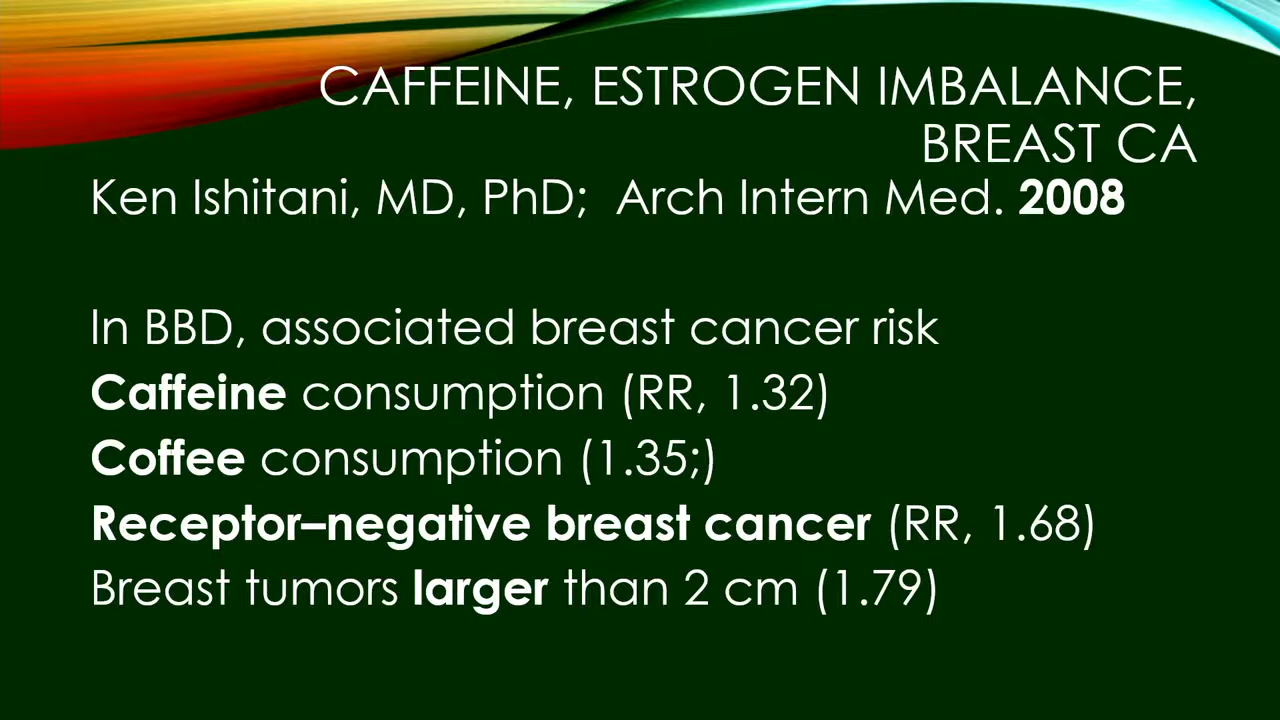 CAFFEINE, ESTROGEN IMBALANCE,
BREAST CA
Ken Ishitani, MD, PhD;  Arch Intern Med. 2008
In BBD, associated breast cancer risk
Caffeine consumption (RR, 1.32)
Coffee consumption (1.35;)
Receptor–negative breast cancer (RR, 1.68)
Breast tumors larger than 2 cm (1.79)